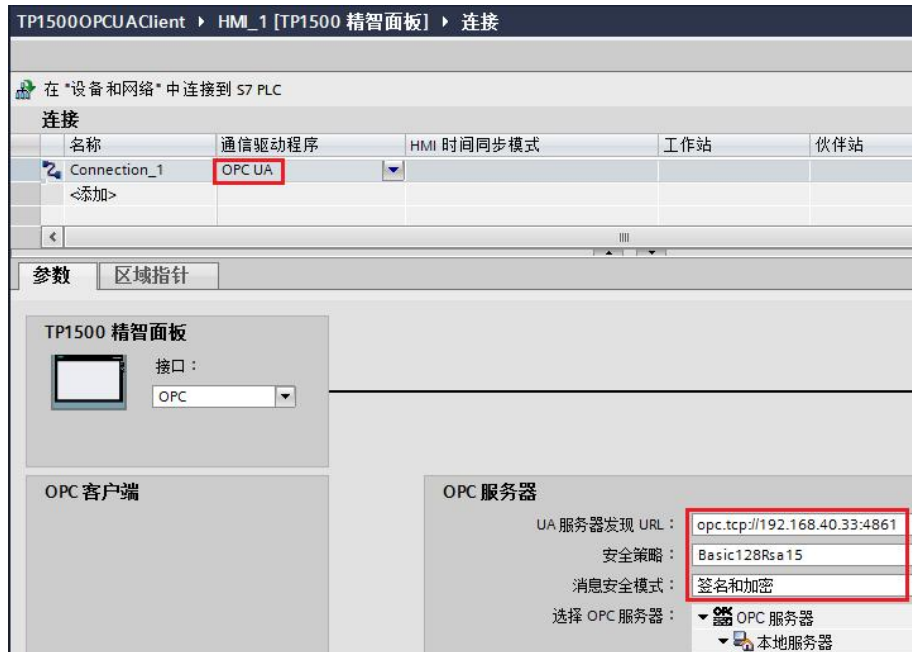 TP1500OPCUAClient ▸ HMI_1 [TP1500 精智面板] ▸ 连接
在 "设备和网络" 中连接到 S7 PLC
连接
名称 通信驱动程序 HMI 时间同步模式 工作站 伙伴站
Connection_1 OPC UA
<添加>
参数 区域指针
TP1500 精智面板
接口：
OPC
OPC 客户端
OPC 服务器
UA 服务器发现 URL： opc.tcp://192.168.40.33:4861
安全策略： Basic128Rsa15
消息安全模式： 签名和加密
选择 OPC 服务器： OPC 服务器
本地服务器